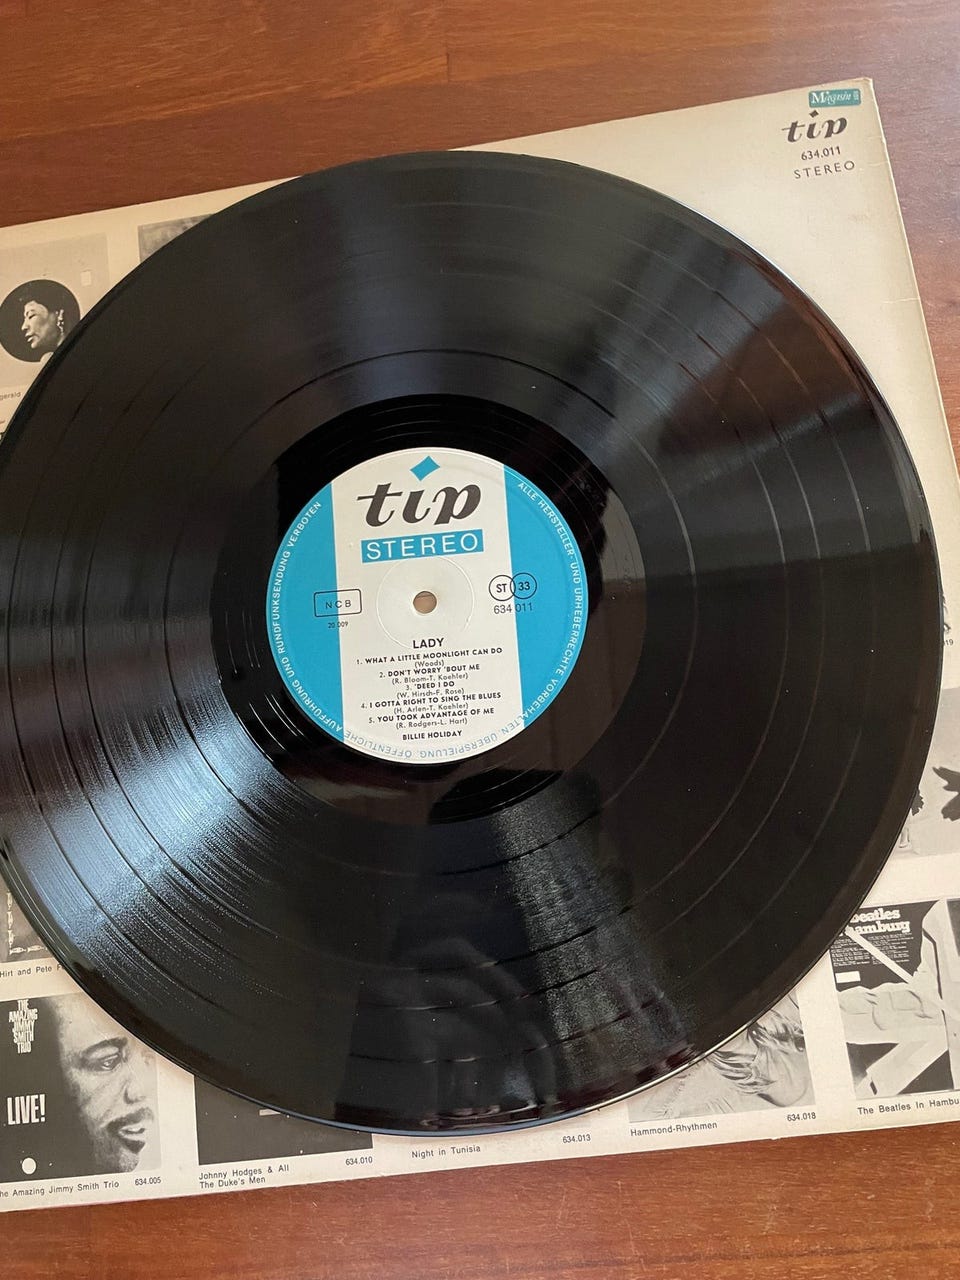 Magasin
tip
634.011
STEREO
tip
STEREO
NCB
20 009
ST 33
634 011
LADY
1. WHAT A LITTLE MOONLIGHT CAN DO
(Woods)
2. DON'T WORRY 'BOUT ME
(R. Bloom-T. Koehler)
3. 'DEED I DO
(W. Hirsch-F. Rose)
4. I GOTTA RIGHT TO SING THE BLUES
(H. Arlen-T. Koehler)
5. YOU TOOK ADVANTAGE OF ME
(R. Rodgers-L. Hart)
BILLIE HOLIDAY
ALLE HERSTELLER- UND URHEBERRECHTE VORBEHALTEN. ÜBERSPIELUNG, ÖFFENTLICHE AUFFÜHRUNG UND RUNDFUNKSENDUNG VERBOTEN
gerald
Hirt and Pete
beatles
hamburg
THE
AMAZING
JIMMY
SMITH
TRIO
LIVE!
he Amazing Jimmy Smith Trio 634.005
Johnny Hodges & All 634.010
The Duke's Men
Night in Tunisia 634.013
Hammond-Rhythmen 634.018
The Beatles In Hambu